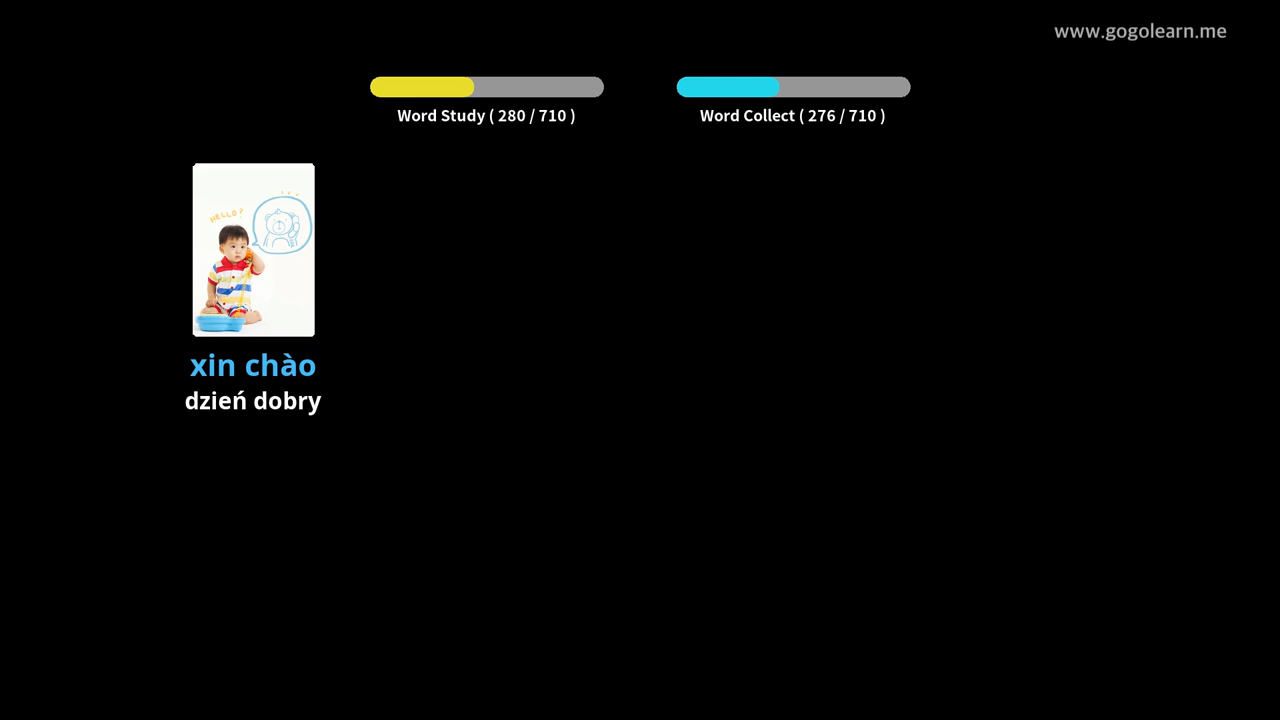 www.gogolearn.me
Word Study ( 280 / 710 )
Word Collect ( 276 / 710 )
HELLO?
xin chào
dzień dobry